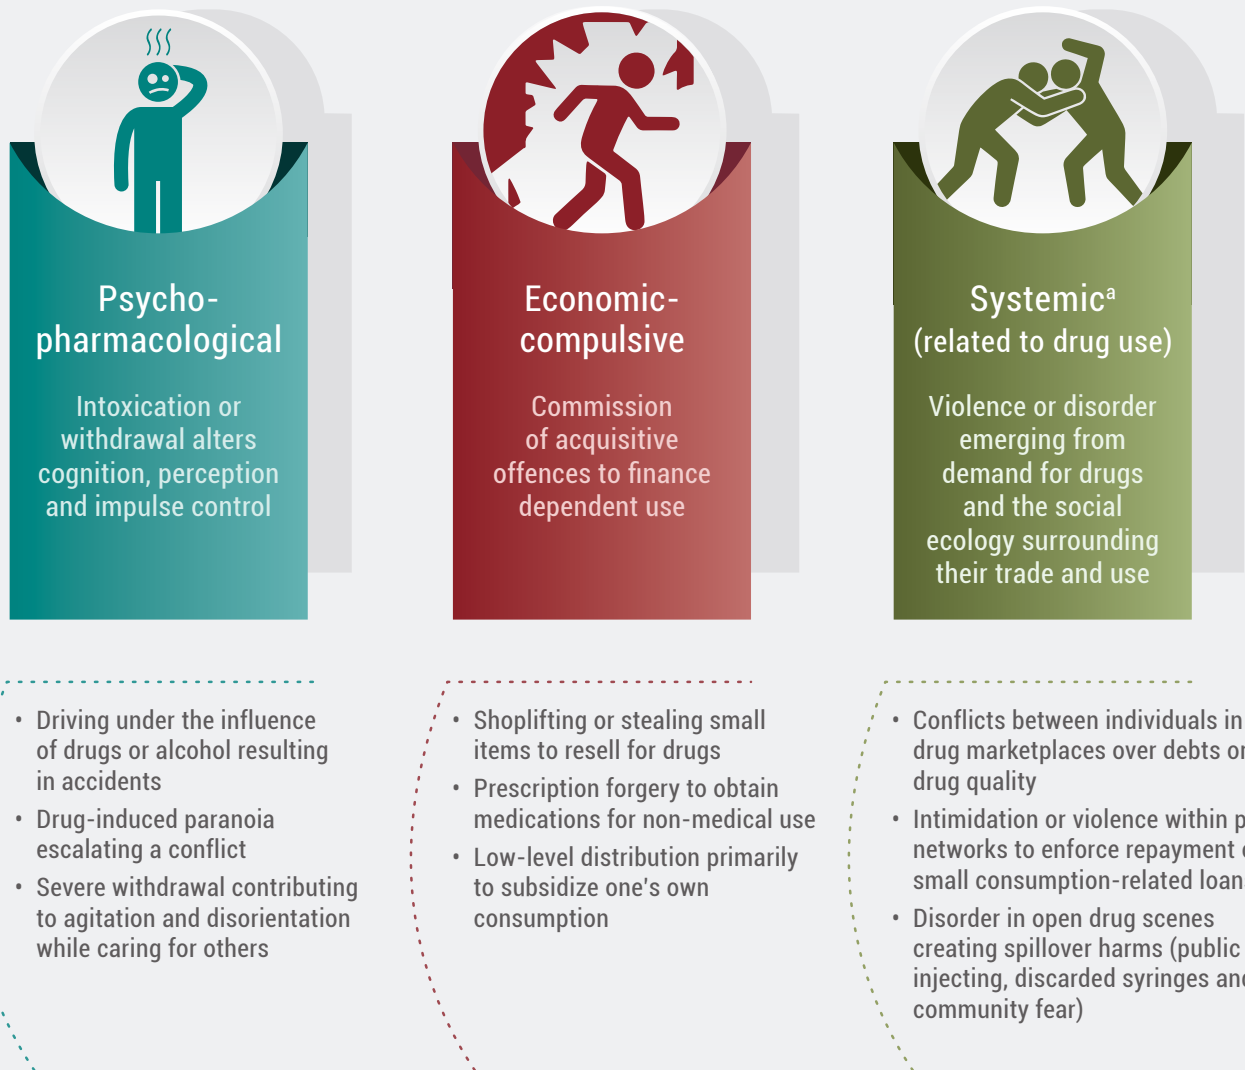 Psycho-
pharmacological
Intoxication or
withdrawal alters
cognition, perception
and impulse control
• Driving under the influence
of drugs or alcohol resulting
in accidents
• Drug-induced paranoia
escalating a conflict
• Severe withdrawal contributing
to agitation and disorientation
while caring for others
Economic-
compulsive
Commission
of acquisitive
offences to finance
dependent use
• Shoplifting or stealing small
items to resell for drugs
• Prescription forgery to obtain
medications for non-medical use
• Low-level distribution primarily
to subsidize one's own
consumption
Systemicᵃ
(related to drug use)
Violence or disorder
emerging from
demand for drugs
and the social
ecology surrounding
their trade and use
• Conflicts between individuals in
drug marketplaces over debts
drug quality
• Intimidation or violence within
networks to enforce repayment
small consumption-related
• Disorder in open drug scenes
creating spillover harms (public
injecting, discarded syringes
community fear)